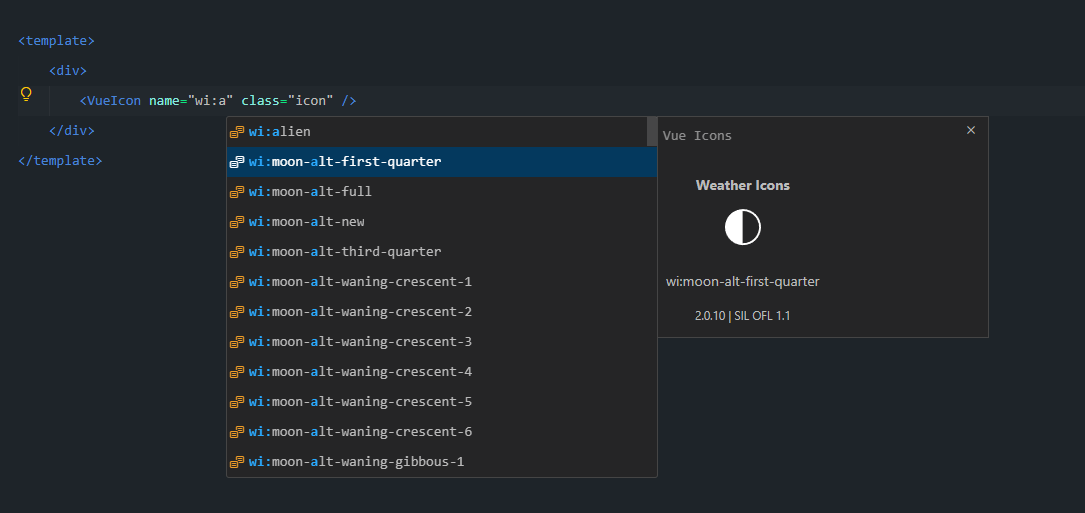 <template>
<div>
<VueIcon name="wi:a" class="icon" />
</div>
</template>
wi:alien
wi:moon-alt-first-quarter
wi:moon-alt-full
wi:moon-alt-new
wi:moon-alt-third-quarter
wi:moon-alt-waning-crescent-1
wi:moon-alt-waning-crescent-2
wi:moon-alt-waning-crescent-3
wi:moon-alt-waning-crescent-4
wi:moon-alt-waning-crescent-5
wi:moon-alt-waning-crescent-6
wi:moon-alt-waning-gibbous-1
Vue Icons
Weather Icons
wi:moon-alt-first-quarter
2.0.10 | SIL OFL 1.1